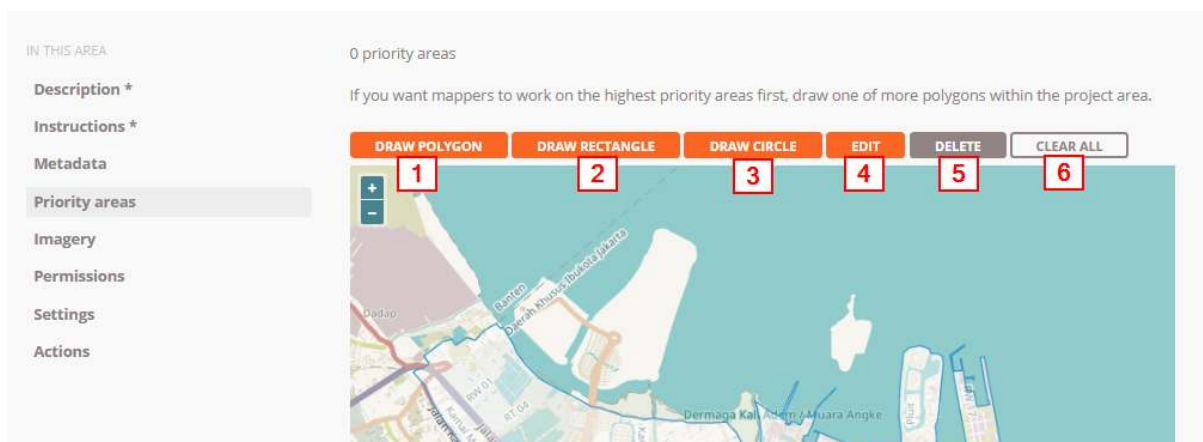 IN THIS AREA
Description *
Instructions *
Metadata
Priority areas
Imagery
Permissions
Settings
Actions
0 priority areas
If you want mappers to work on the highest priority areas first, draw one of more polygons within the project area.
DRAW POLYGON DRAW RECTANGLE DRAW CIRCLE EDIT DELETE CLEAR ALL
1 2 3 4 5 6
+
−
Banten
Daerah Khusus Ibukota Jakarta
Dadap
RW 01
RT 04
Kamal M
Jalan
Dermaga Kali Adem / Muara Angke
Pluit